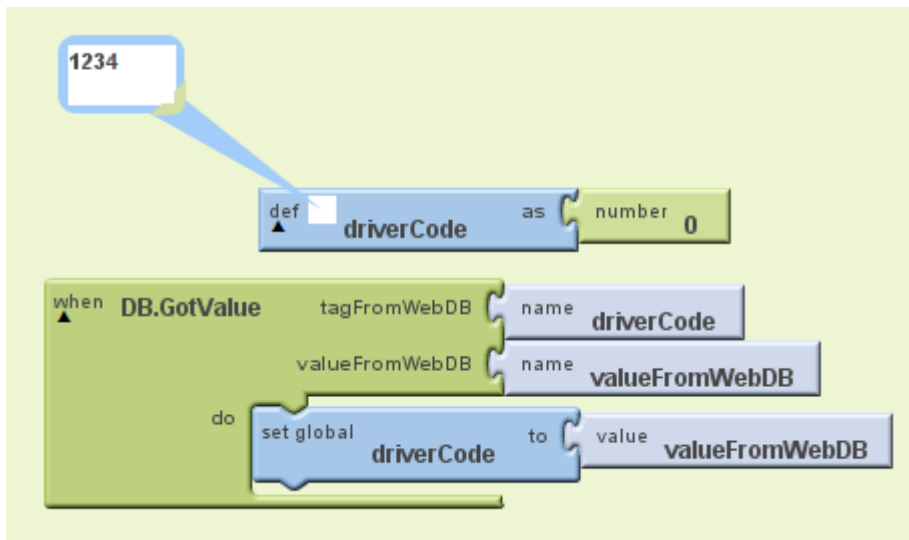 1234
def driverCode as number 0
when DB.GotValue tagFromWebDB name driverCode
valueFromWebDB name valueFromWebDB
do set global driverCode to value valueFromWebDB